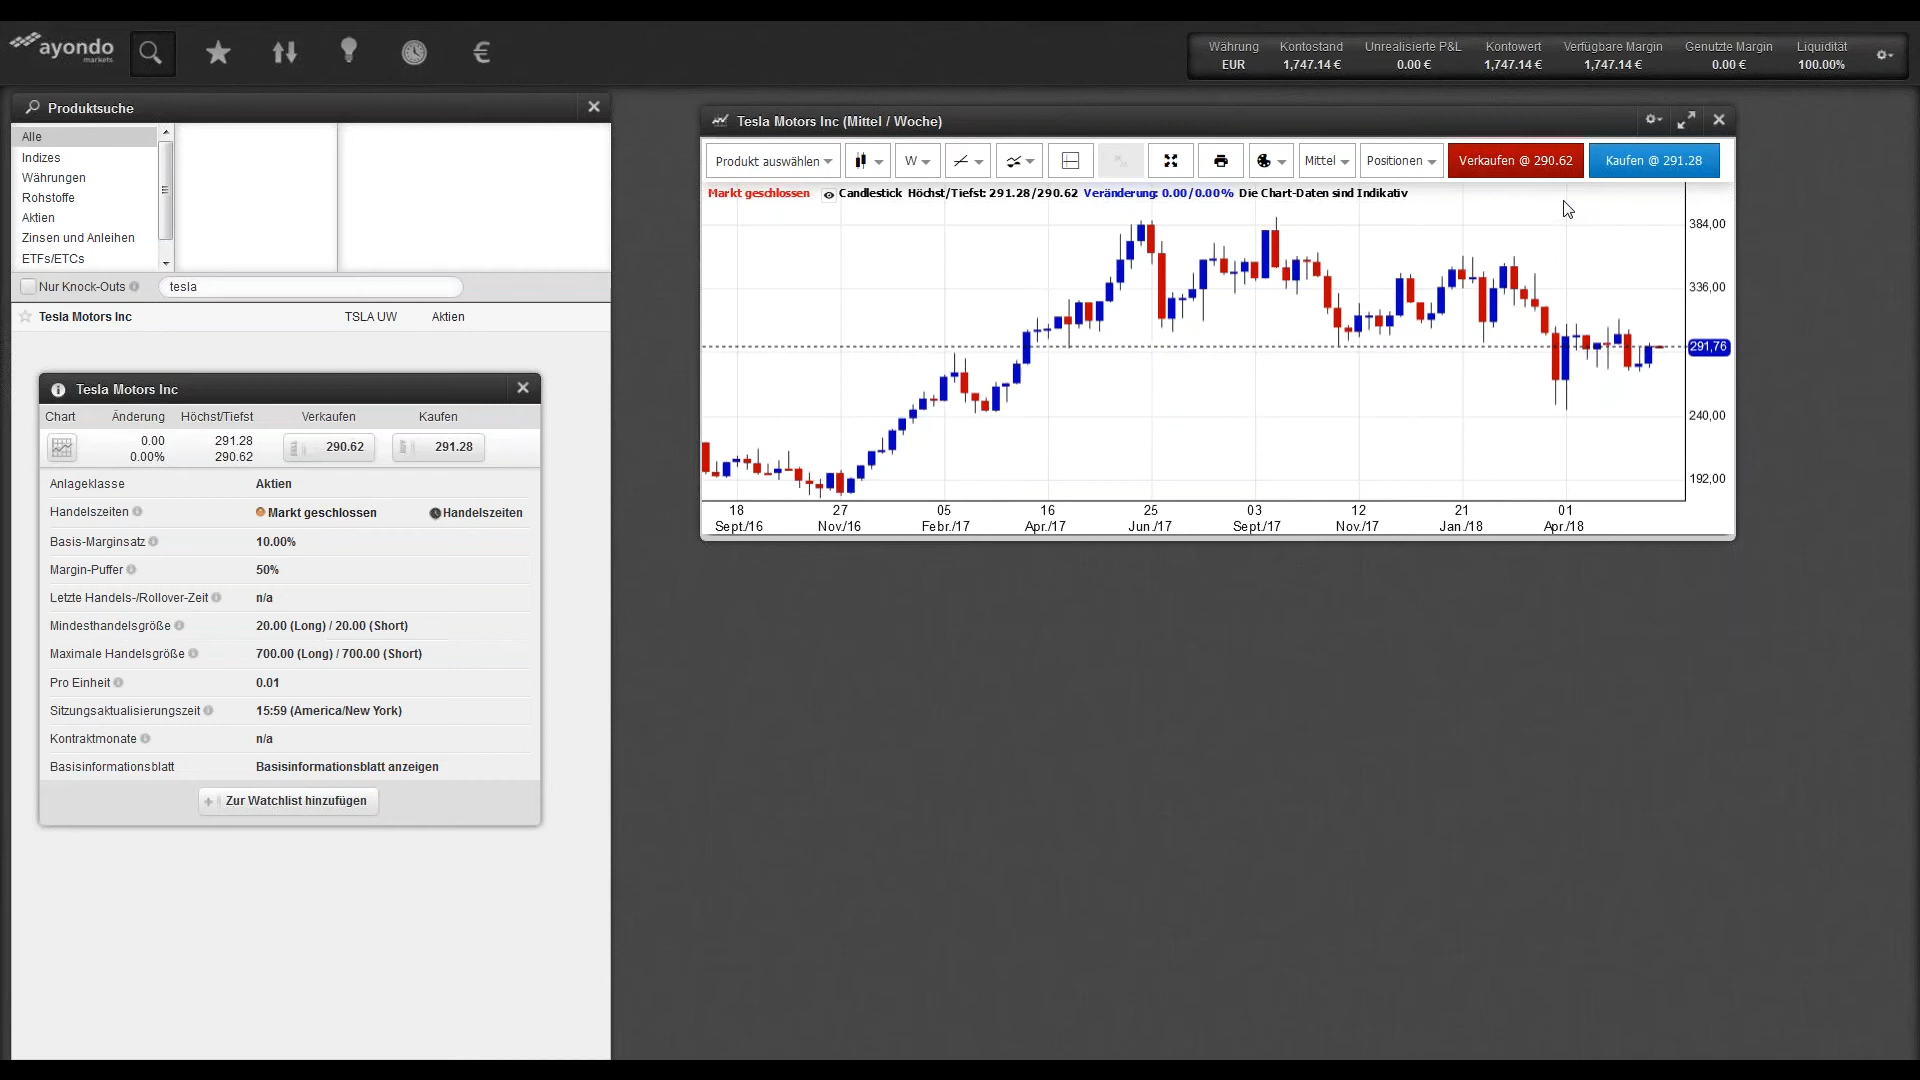 ayondo
markets
Währung Kontostand Unrealisierte P&L Kontowert Verfügbare Margin Genutzte Margin Liquidität
EUR 1,747.14 € 0.00 € 1,747.14 € 1,747.14 € 0.00 € 100.00%
Produktsuche
Alle
Indizes
Währungen
Rohstoffe
Aktien
Zinsen und Anleihen
ETFs/ETCs
Nur Knock-Outs tesla
Tesla Motors Inc TSLA UW Aktien
Tesla Motors Inc
Chart Änderung Höchst/Tiefst Verkaufen Kaufen
0.00 291.28 290.62 291.28
0.00% 290.62
Anlageklasse Aktien
Handelszeiten Markt geschlossen Handelszeiten
Basis-Marginsatz 10.00%
Margin-Puffer 50%
Letzte Handels-/Rollover-Zeit n/a
Mindesthandelsgröße 20.00 (Long) / 20.00 (Short)
Maximale Handelsgröße 700.00 (Long) / 700.00 (Short)
Pro Einheit 0.01
Sitzungsaktualisierungszeit 15:59 (America/New York)
Kontraktmonate n/a
Basisinformationsblatt Basisinformationsblatt anzeigen
Zur Watchlist hinzufügen
Tesla Motors Inc (Mittel / Woche)
Produkt auswählen W Mittel Positionen Verkaufen @ 290.62 Kaufen @ 291.28
Markt geschlossen Candlestick Höchst/Tiefst: 291.28/290.62 Veränderung: 0.00/0.00% Die Chart-Daten sind Indikativ
384,00
336,00
291,76
240,00
192,00
18 27 05 16 25 03 12 21 01
Sept./16 Nov./16 Febr./17 Apr./17 Jun./17 Sept./17 Nov./17 Jan./18 Apr./18